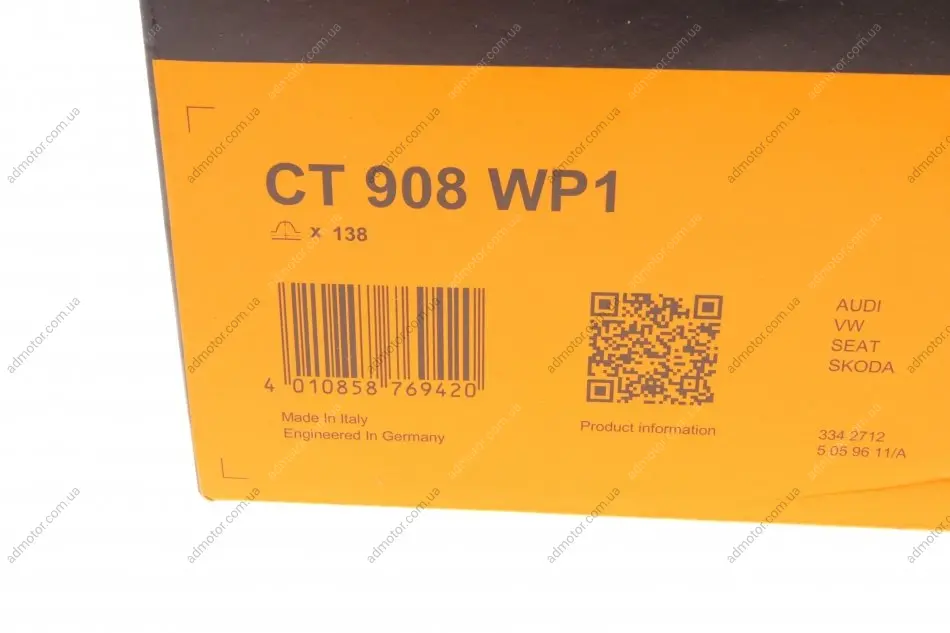 CT 908 WP1
x 138
4 010858 769420
Made In Italy
Engineered In Germany
Product information
AUDI
VW
SEAT
SKODA
334 2712
5 05 96 11/A
admotor.com.ua